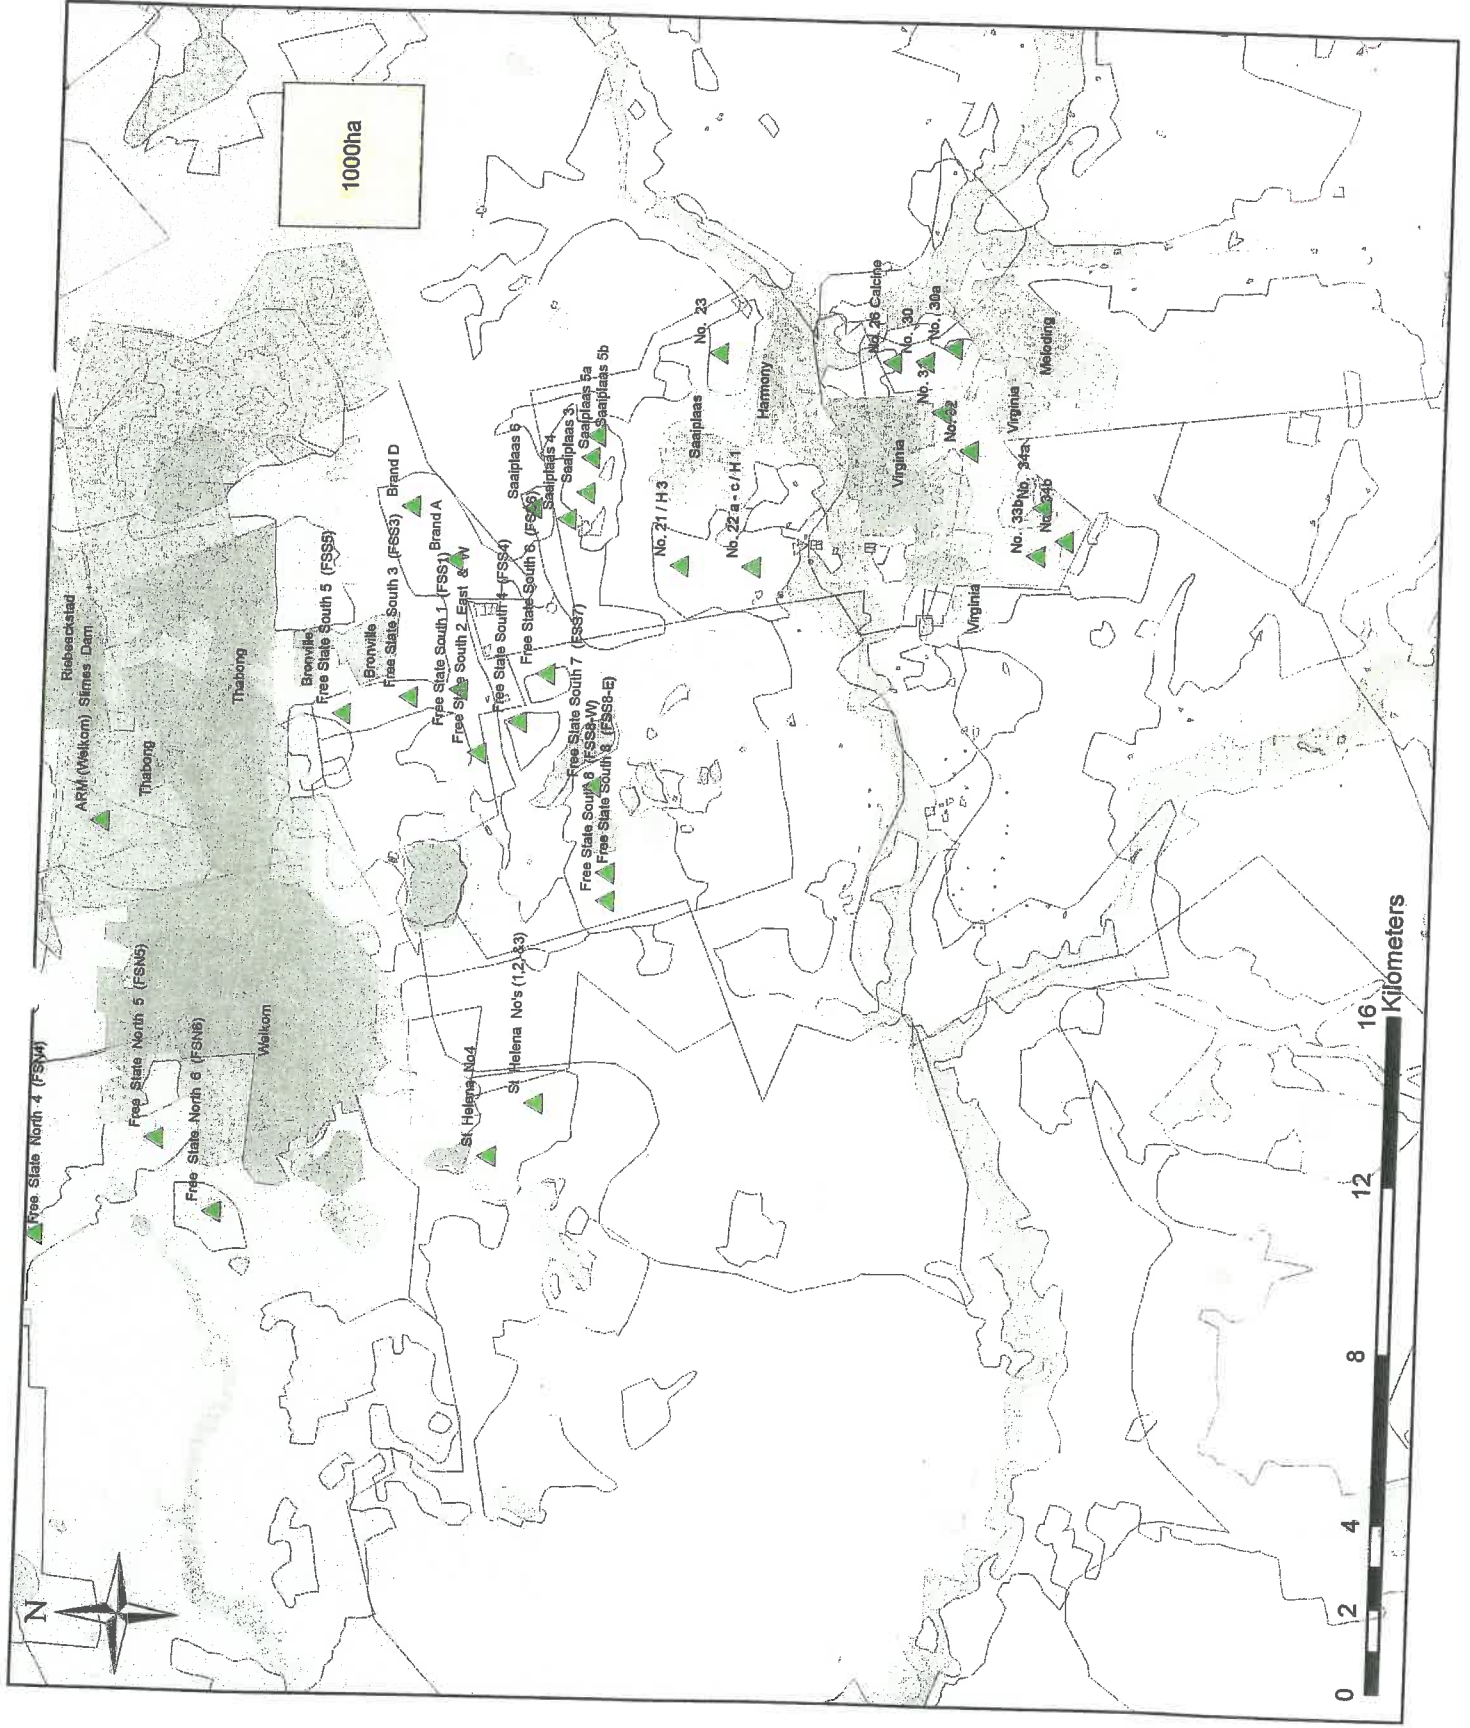 N
Free State North 4 (FSN4)
Riebeeckstad
ARM (Welkom) Slimes Dam
Thabong
Free State North 5 (FSN5)
Free State North 6 (FSN6)
Thabong
Welkom
1000ha
Bronville
Free State South 5 (FSS5)
Bronville
Free State South 3 (FSS3)
Brand D
Brand A
Free State South 1 (FSS1)
Free State South 2 East & W
Free State South 4 (FSS4)
Free State South 6 (FSS6)
St Helena No4
St Helena No's (1,2,&3)
Saaiplaas 6
Saaiplaas 4
Saaiplaas 3
Saaiplaas 5a
Saaiplaas 5b
Free State South 7 (FSS7)
Free State South 8 (FSS8-W)
Free State South 8 (FSS8-E)
No. 21 / H 3
Saaiplaas
No. 23
No. 22 a - c / H 1
Harmony
No. 26 Calcine
Virginia
No. 30
No. 30a
No. 3
No. 32
Virginia
Virginia
No. 33b
No. 34a
No. 34b
Meloding
0
2
4
8
12
16
Kilometers